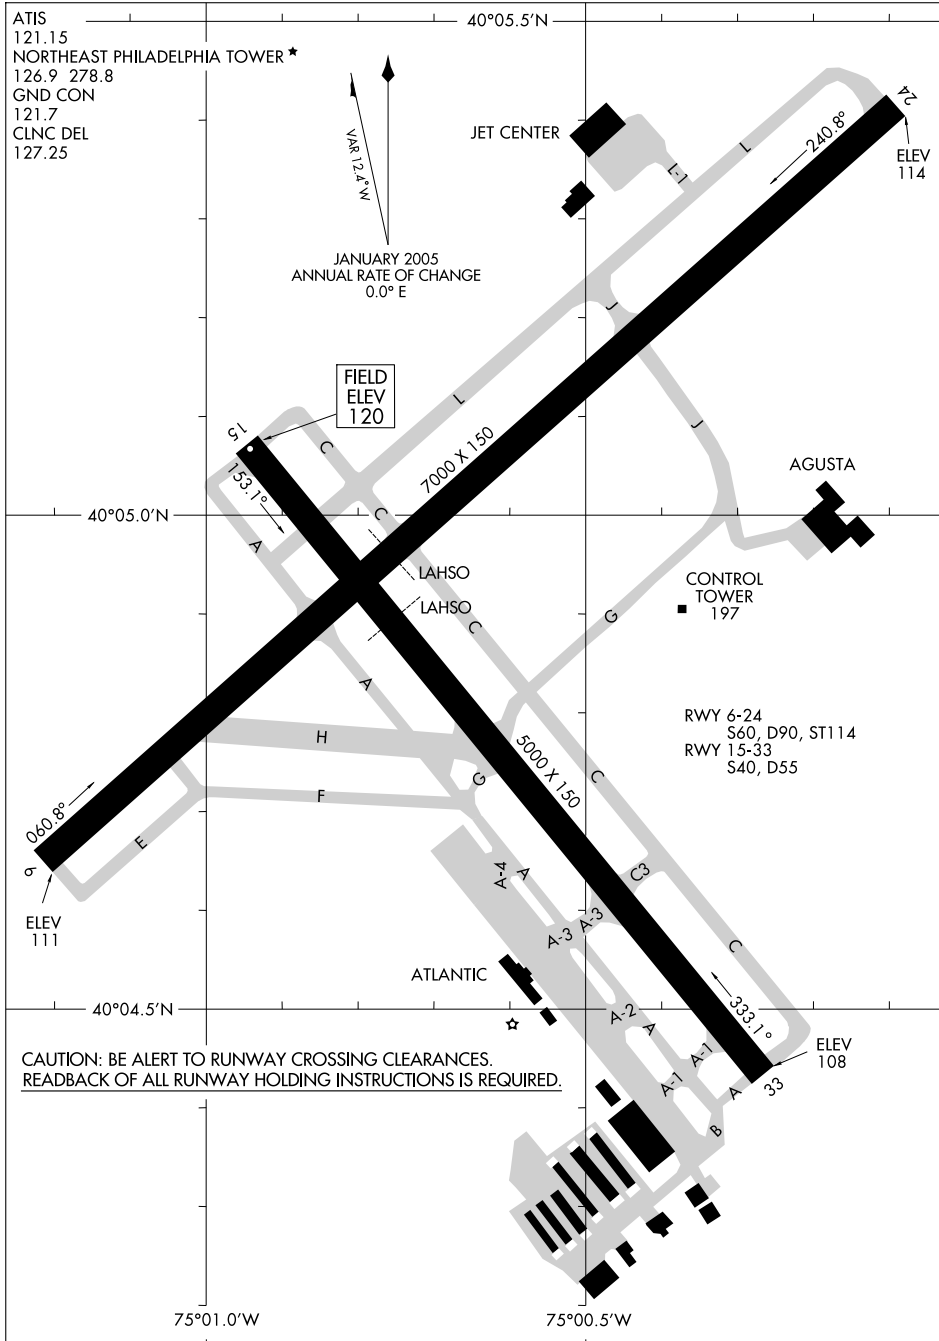 ATIS
121.15
NORTHEAST PHILADELPHIA TOWER★
126.9 278.8
GND CON
121.7
CLNC DEL
127.25
40°05.5'N
VAR 12.4°W
JANUARY 2005
ANNUAL RATE OF CHANGE
0.0° E
JET CENTER
L-1
L
240.8°
24
ELEV
114
J
FIELD
ELEV
120
L
15
C
153.1°
7000 X 150
J
AGUSTA
40°05.0'N
C
A
LAHSO
LAHSO
CONTROL
TOWER
197
C
G
A
RWY 6-24
S60, D90, ST114
RWY 15-33
S40, D55
H
5000 X 150
C
G
F
060.8°
E
6
ELEV
111
A-4
A
C3
A-3
A-3
C
ATLANTIC
40°04.5'N
A-2
A
333.1°
ELEV
108
A-1
A-1
A
33
B
CAUTION: BE ALERT TO RUNWAY CROSSING CLEARANCES.
READBACK OF ALL RUNWAY HOLDING INSTRUCTIONS IS REQUIRED.
75°01.0'W
75°00.5'W